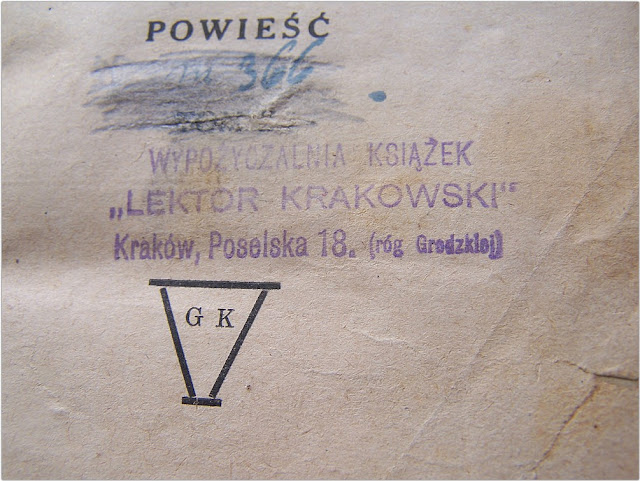 POWIEŚĆ
366
WYPOŻYCZALNIA KSIĄŻEK
„LEKTOR KRAKOWSKI"
Kraków, Poselska 18. (róg Grodzkiej)
G K